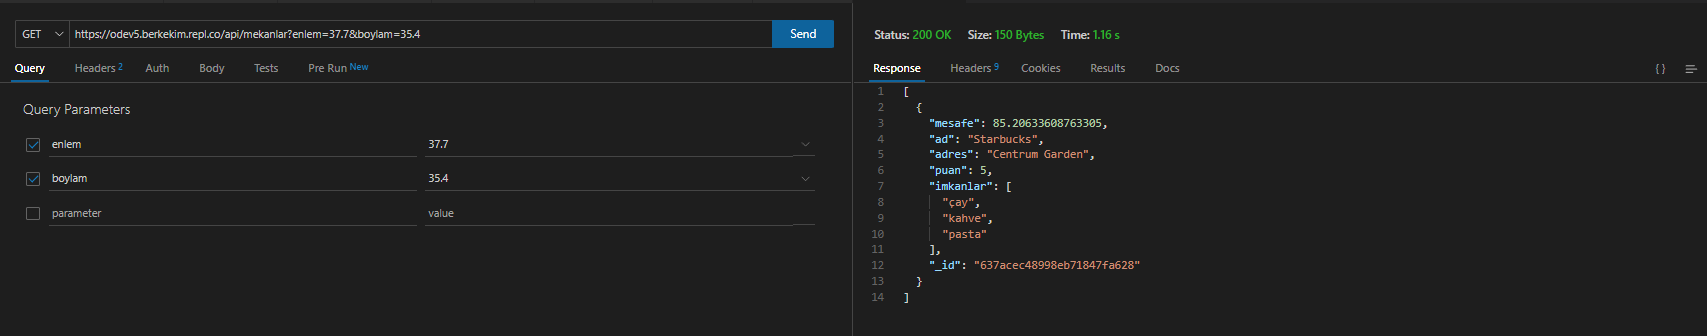 GET https://odev5.berkekim.repl.co/api/mekanlar?enlem=37.7&boylam=35.4 Send
Query Headers 2 Auth Body Tests Pre Run New
Query Parameters
enlem 37.7
boylam 35.4
parameter value
Status: 200 OK Size: 150 Bytes Time: 1.16 s
Response Headers 9 Cookies Results Docs { }
1 [
2 {
3 "mesafe": 85.20633608763305,
4 "ad": "Starbucks",
5 "adres": "Centrum Garden",
6 "puan": 5,
7 "imkanlar": [
8 "çay",
9 "kahve",
10 "pasta"
11 ],
12 "_id": "637acec48998eb71847fa628"
13 }
14 ]